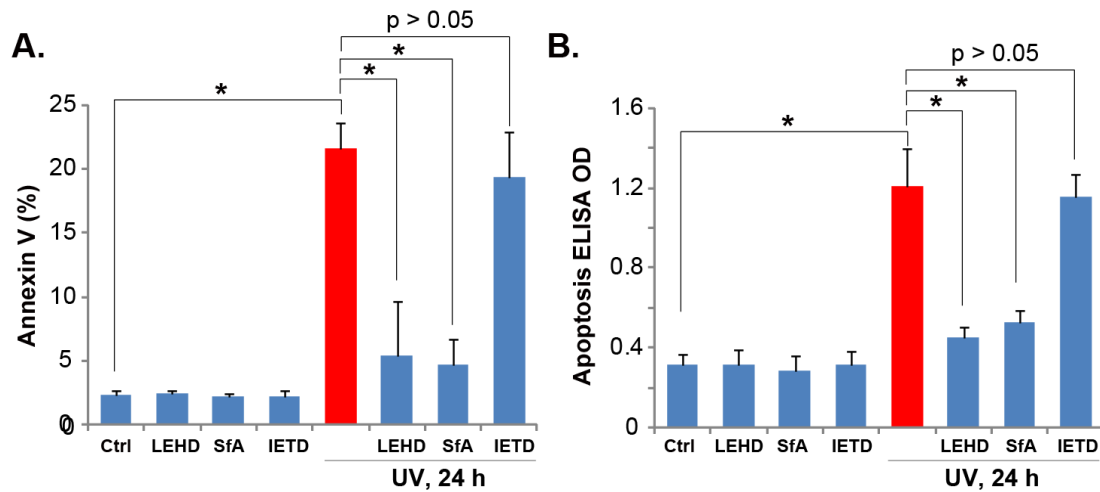 A.
p > 0.05
*
*
*
Annexin V (%)
25
20
15
10
5
0
0
Ctrl LEHD SfA IETD LEHD SfA IETD
UV, 24 h
B.
p > 0.05
*
*
*
Apoptosis ELISA OD
1.6
1.2
0.8
0.4
0
Ctrl LEHD SfA IETD LEHD SfA IETD
UV, 24 h